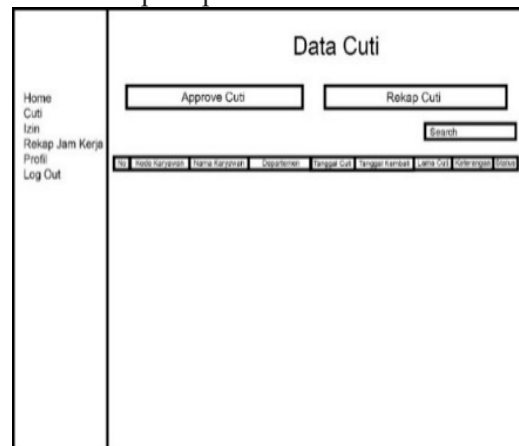 Data Cuti
Approve Cuti
Rekap Cuti
Search
Home
Cuti
Izin
Rekap Jam Kerja
Profil
Log Out
No Kode Karyawan Nama Karyawan Departemen Tanggal Cuti Tanggal Kembali Lama Cuti Keterangan Status